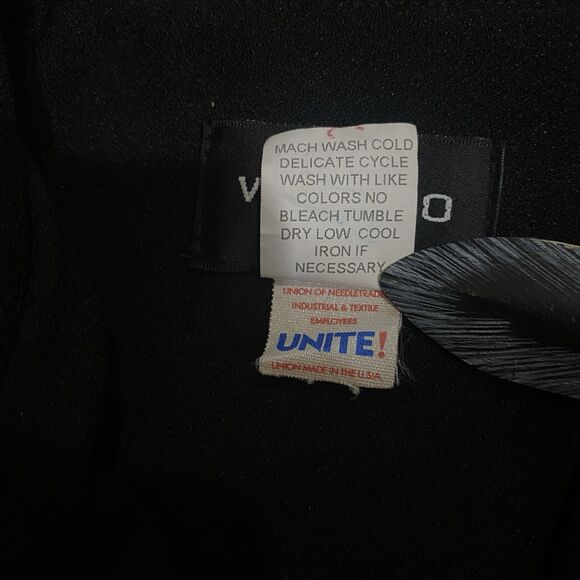 V
8
MACH WASH COLD
DELICATE CYCLE
WASH WITH LIKE
COLORS NO
BLEACH TUMBLE
DRY LOW COOL
IRON IF
NECESSARY
UNION OF NEEDLETRADES
INDUSTRIAL & TEXTILE
EMPLOYEES
UNITE!
UNION MADE IN THE U.S.A.